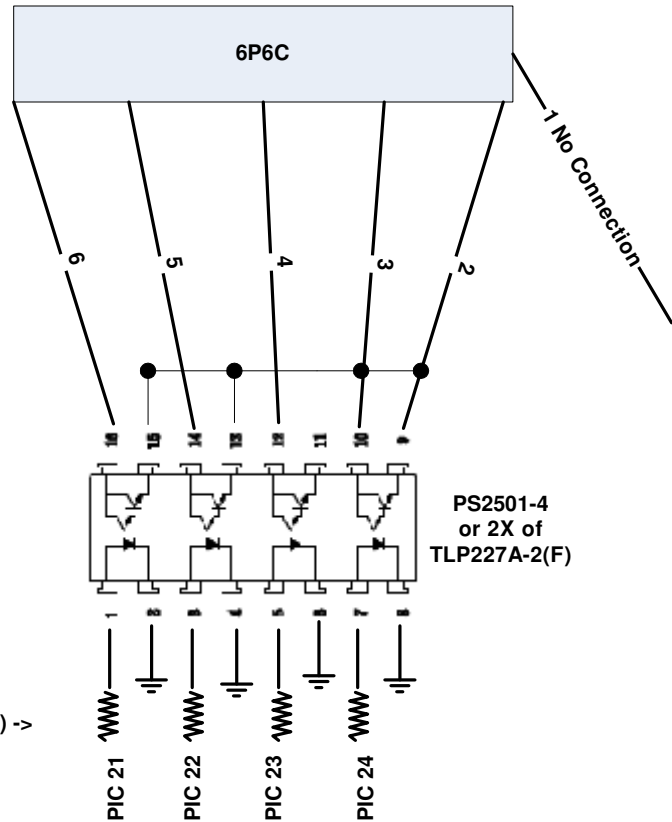 6P6C
1 No Connection
6
5
4
3
2
16 15 14 13 12 11 10 9
PS2501-4
or 2X of
TLP227A-2(F)
1 2 3 4 5 6 7 8
) ->
PIC 21
PIC 22
PIC 23
PIC 24